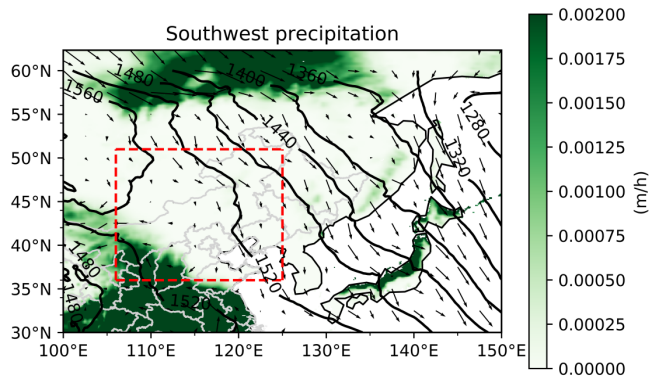 Southwest precipitation
60°N
55°N
50°N
45°N
40°N
35°N
30°N
100°E
110°E
120°E
130°E
140°E
150°E
1560
1480
1400
1360
1440
1280
1320
1480
1480
1520
1520
0.00200
0.00175
0.00150
0.00125
0.00100
0.00075
0.00050
0.00025
0.00000
(m/h)